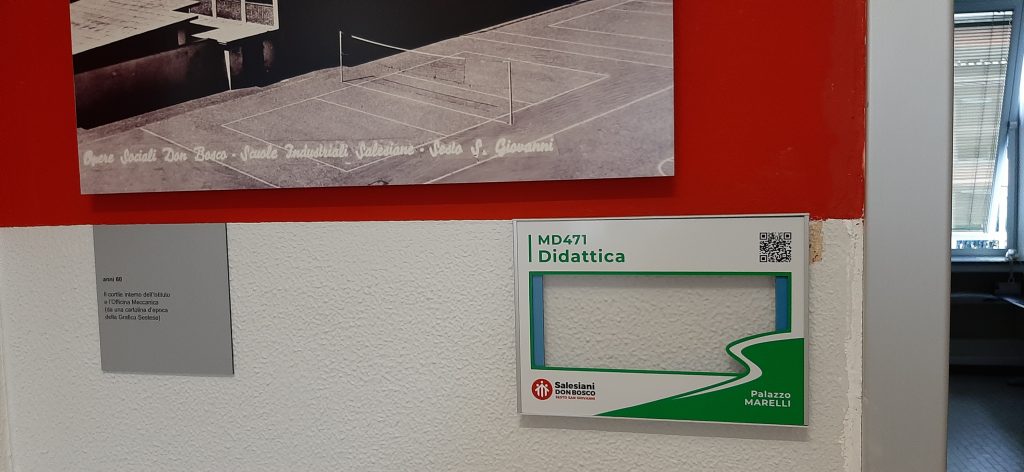 Opere Sociali Don Bosco - Scuole Industriali Salesiane - Sesto S. Giovanni
anni 60
Il cortile interno dell'Istituto
e l'Officina Meccanica
(da una cartolina d'epoca
della Grafica Sestese)
MD471
Didattica
Salesiani
DON BOSCO
SESTO SAN GIOVANNI
Palazzo
MARELLI